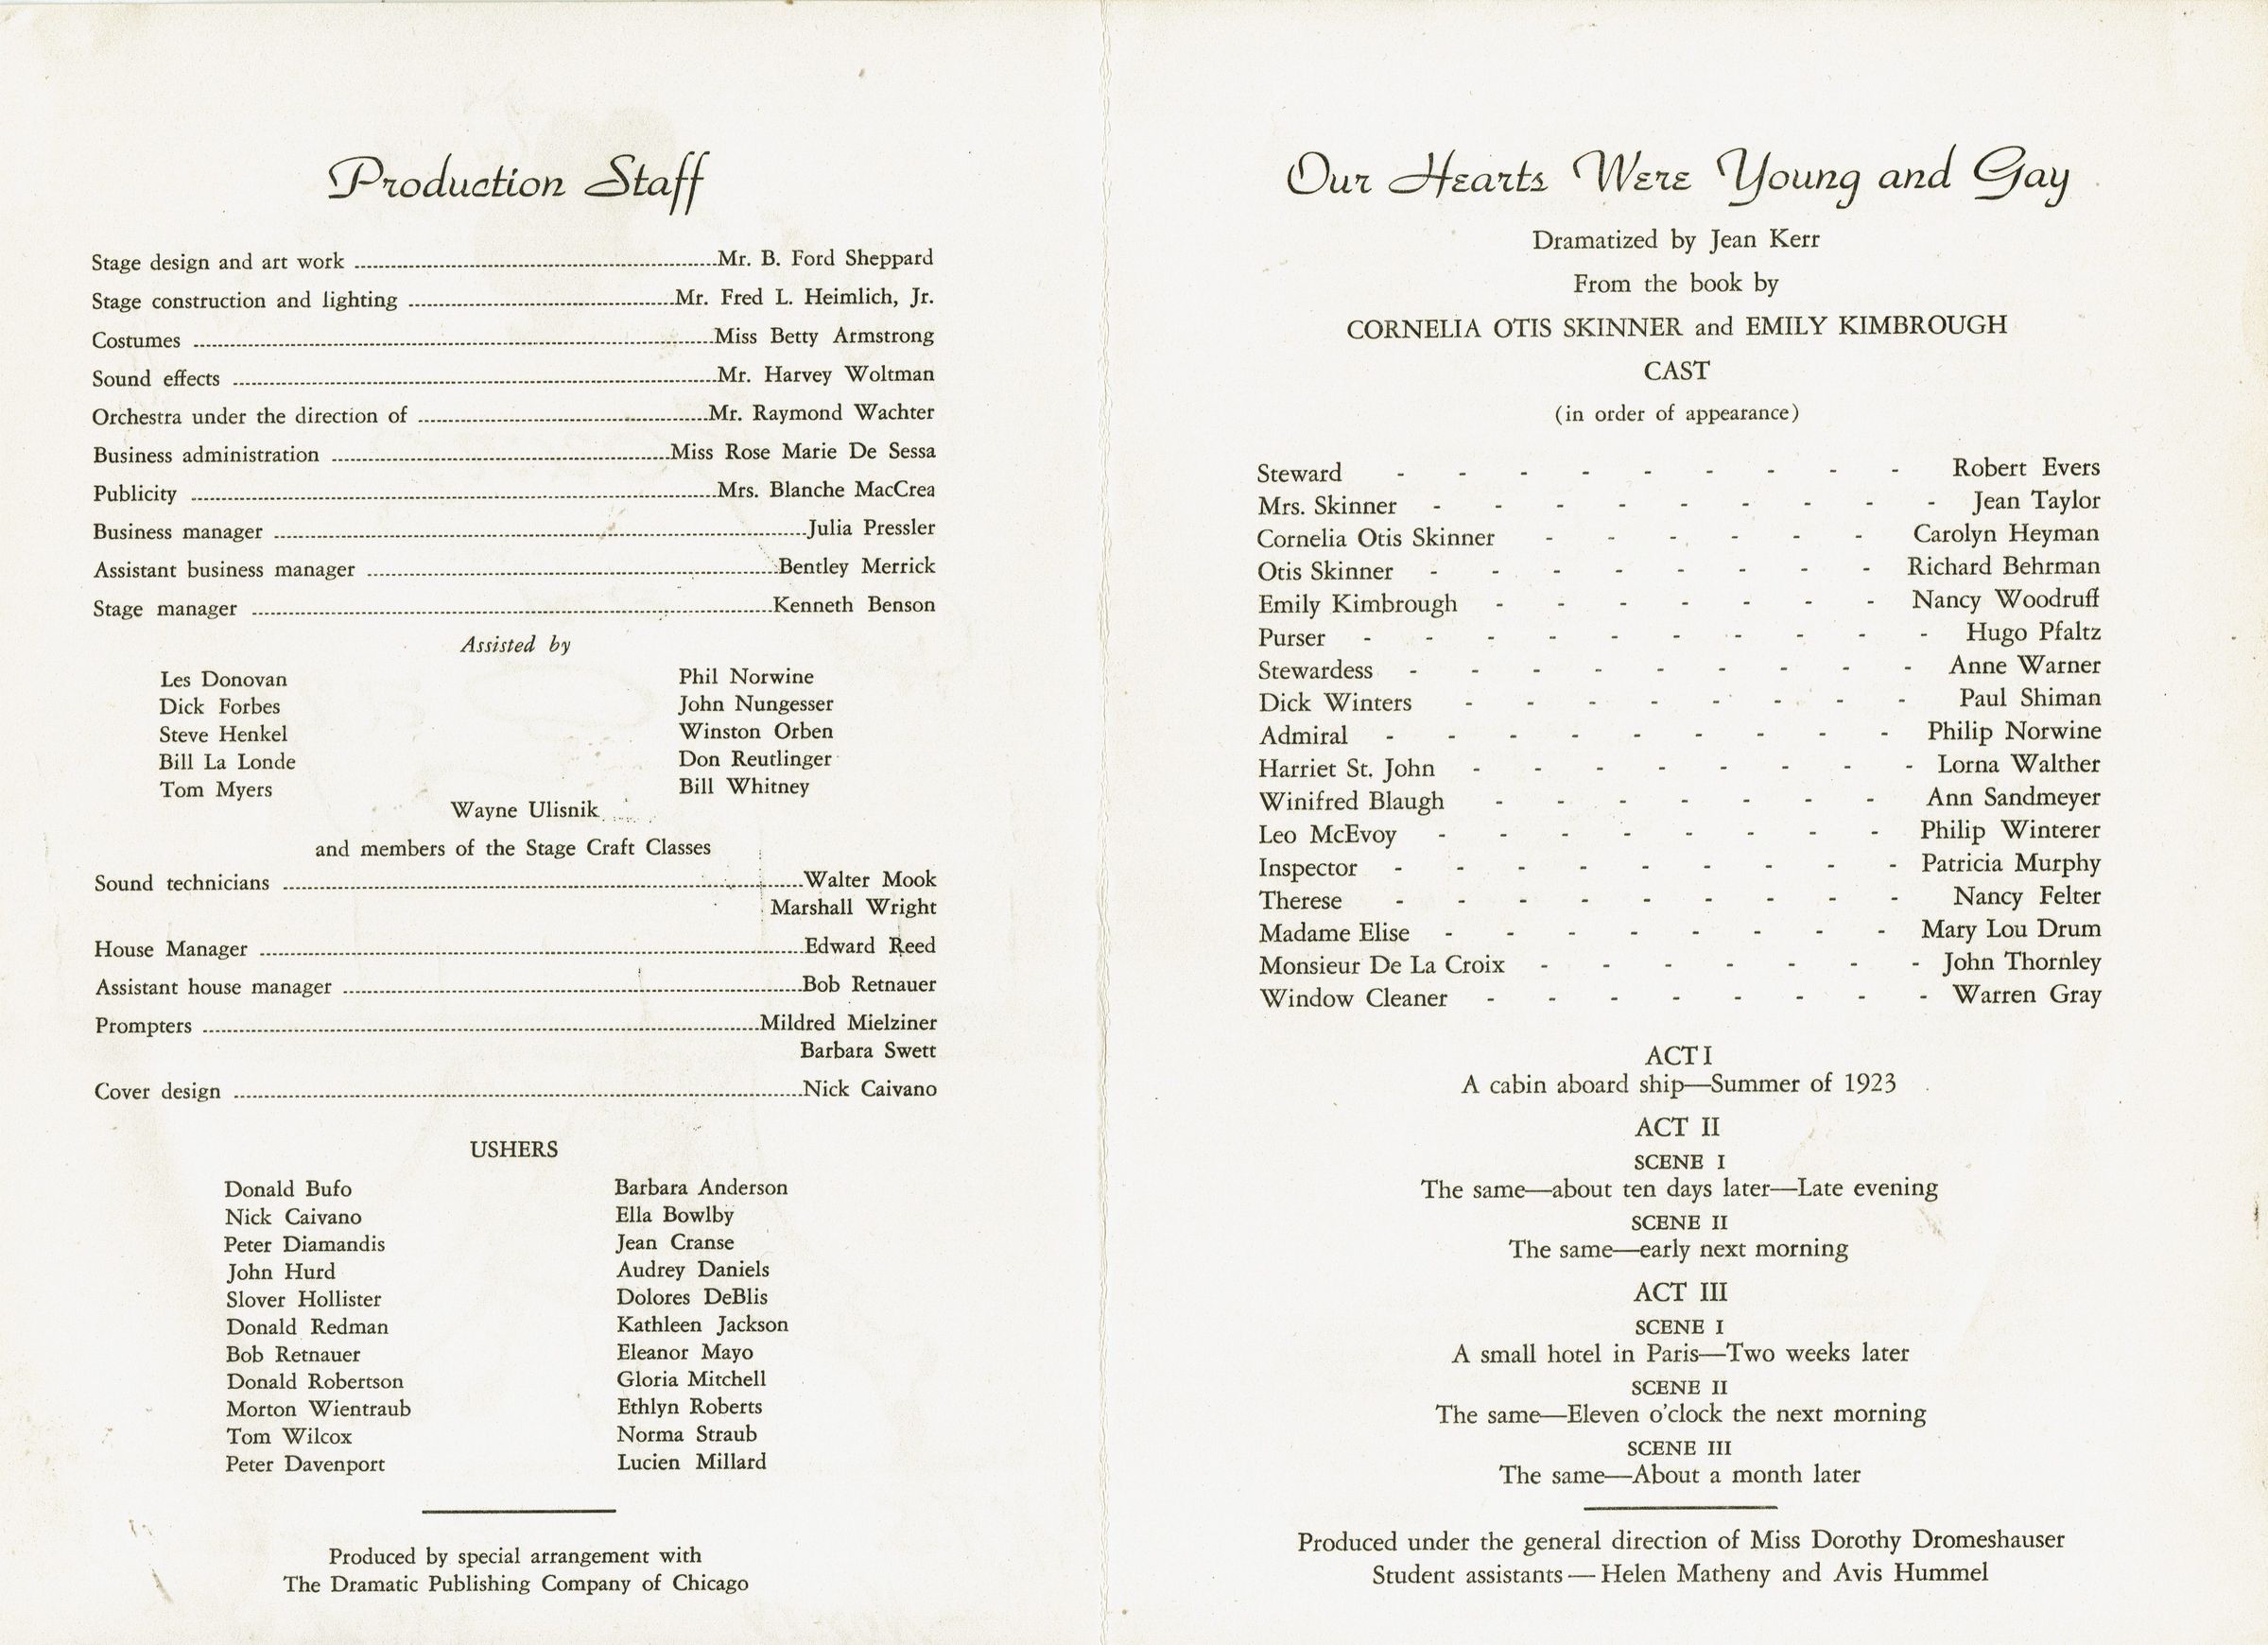 Production Staff
Stage design and art work ........ Mr. B. Ford Sheppard
Stage construction and lighting ........ Mr. Fred L. Heimlich, Jr.
Costumes ........ Miss Betty Armstrong
Sound effects ........ Mr. Harvey Woltman
Orchestra under the direction of ........ Mr. Raymond Wachter
Business administration ........ Miss Rose Marie De Sessa
Publicity ........ Mrs. Blanche MacCrea
Business manager ........ Julia Pressler
Assistant business manager ........ Bentley Merrick
Stage manager ........ Kenneth Benson
Assisted by
Les Donovan Phil Norwine
Dick Forbes John Nungesser
Steve Henkel Winston Orben
Bill La Londe Don Reutlinger
Tom Myers Bill Whitney
Wayne Ulisnik
and members of the Stage Craft Classes
Sound technicians ........ Walter Mook
Marshall Wright
House Manager ........ Edward Reed
Assistant house manager ........ Bob Retnauer
Prompters ........ Mildred Mielziner
Barbara Swett
Cover design ........ Nick Caivano
USHERS
Donald Bufo Barbara Anderson
Nick Caivano Ella Bowlby
Peter Diamandis Jean Cranse
John Hurd Audrey Daniels
Slover Hollister Dolores DeBlis
Donald Redman Kathleen Jackson
Bob Retnauer Eleanor Mayo
Donald Robertson Gloria Mitchell
Morton Wientraub Ethlyn Roberts
Tom Wilcox Norma Straub
Peter Davenport Lucien Millard
Produced by special arrangement with
The Dramatic Publishing Company of Chicago
Our Hearts Were Young and Gay
Dramatized by Jean Kerr
From the book by
CORNELIA OTIS SKINNER and EMILY KIMBROUGH
CAST
(in order of appearance)
Steward - - - - - - - - - Robert Evers
Mrs. Skinner - - - - - - - - - Jean Taylor
Cornelia Otis Skinner - - - - - - Carolyn Heyman
Otis Skinner - - - - - - - - Richard Behrman
Emily Kimbrough - - - - - - - Nancy Woodruff
Purser - - - - - - - - - - Hugo Pfaltz
Stewardess - - - - - - - - - Anne Warner
Dick Winters - - - - - - - - Paul Shiman
Admiral - - - - - - - - - Philip Norwine
Harriet St. John - - - - - - - - Lorna Walther
Winifred Blaugh - - - - - - - Ann Sandmeyer
Leo McEvoy - - - - - - - - Philip Winterer
Inspector - - - - - - - - - Patricia Murphy
Therese - - - - - - - - - Nancy Felter
Madame Elise - - - - - - - - Mary Lou Drum
Monsieur De La Croix - - - - - - - John Thornley
Window Cleaner - - - - - - - - Warren Gray
ACT I
A cabin aboard ship—Summer of 1923
ACT II
SCENE I
The same—about ten days later—Late evening
SCENE II
The same—early next morning
ACT III
SCENE I
A small hotel in Paris—Two weeks later
SCENE II
The same—Eleven o'clock the next morning
SCENE III
The same—About a month later
Produced under the general direction of Miss Dorothy Dromeshauser
Student assistants — Helen Matheny and Avis Hummel